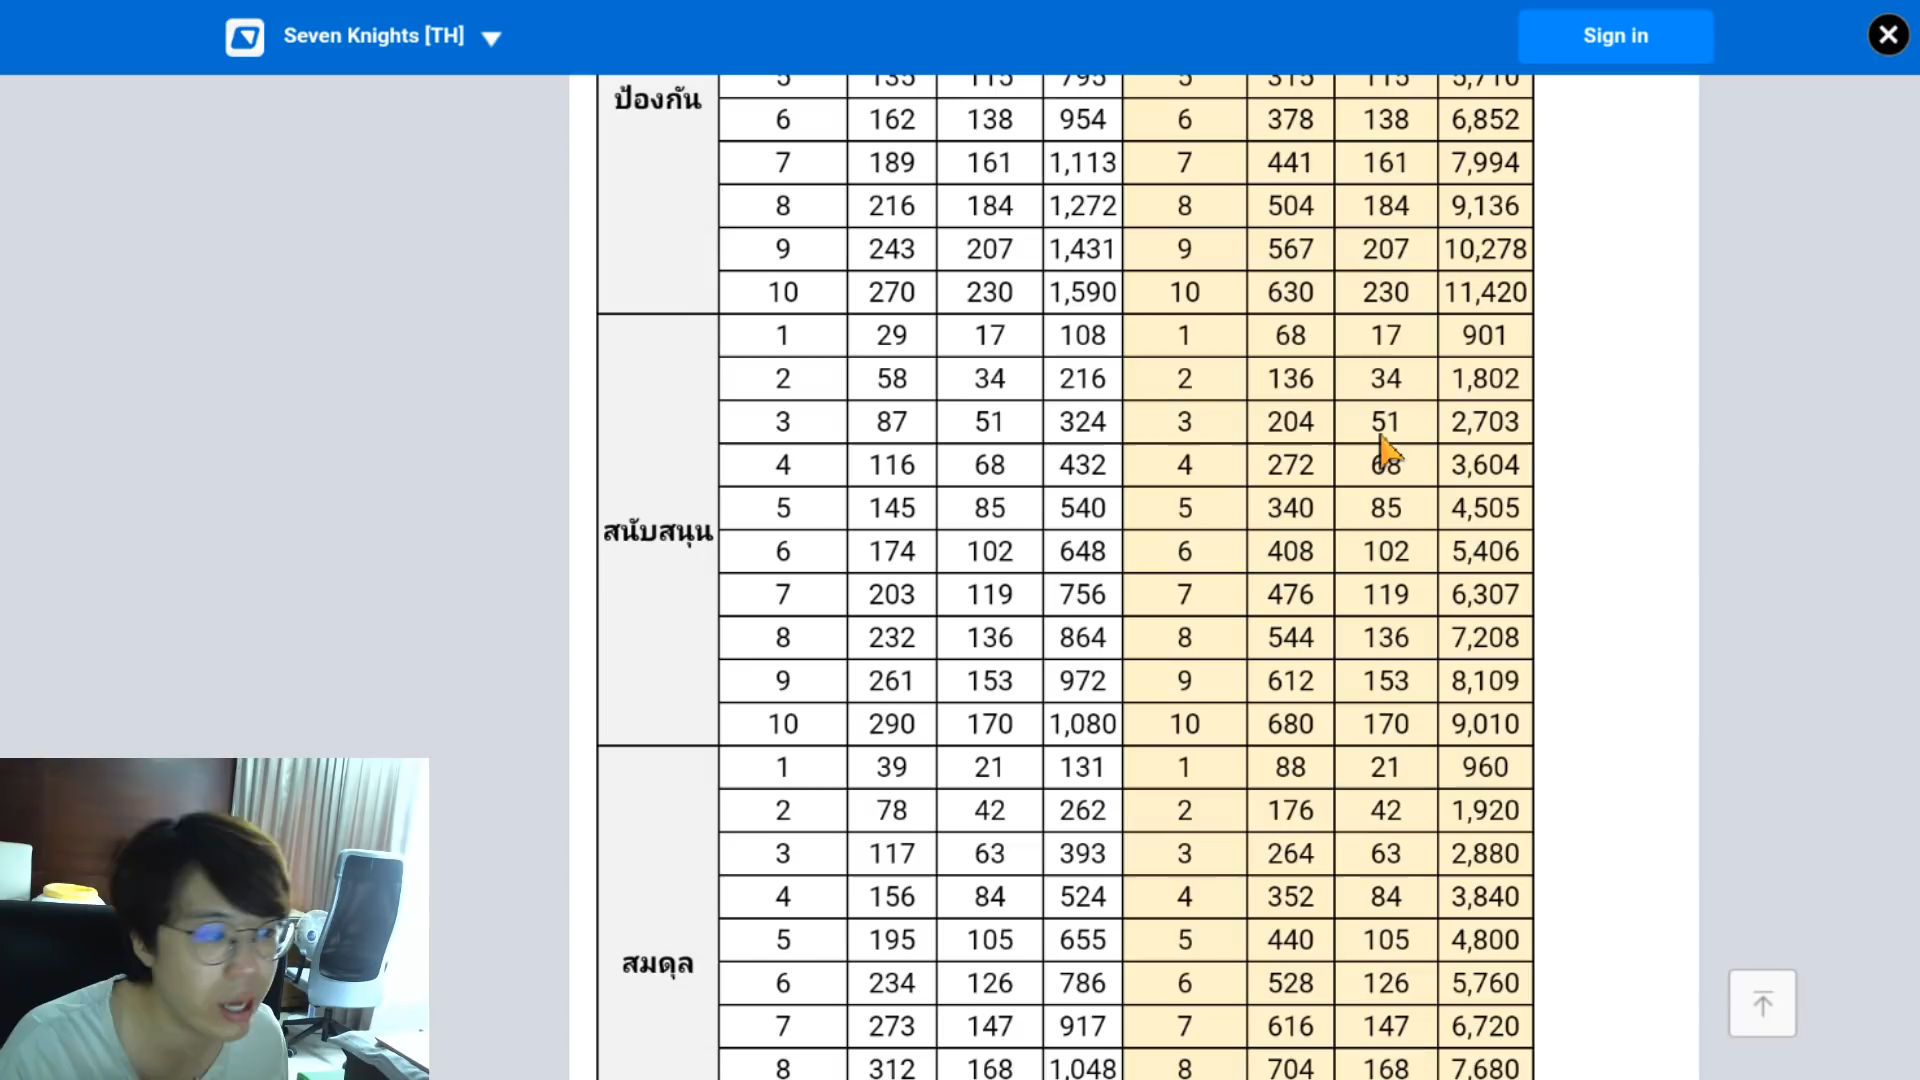 Seven Knights [TH]
Sign in
ป้องกัน
5 135 115 795 5 315 115 5,710
6 162 138 954 6 378 138 6,852
7 189 161 1,113 7 441 161 7,994
8 216 184 1,272 8 504 184 9,136
9 243 207 1,431 9 567 207 10,278
10 270 230 1,590 10 630 230 11,420
สนับสนุน
1 29 17 108 1 68 17 901
2 58 34 216 2 136 34 1,802
3 87 51 324 3 204 51 2,703
4 116 68 432 4 272 68 3,604
5 145 85 540 5 340 85 4,505
6 174 102 648 6 408 102 5,406
7 203 119 756 7 476 119 6,307
8 232 136 864 8 544 136 7,208
9 261 153 972 9 612 153 8,109
10 290 170 1,080 10 680 170 9,010
สมดุล
1 39 21 131 1 88 21 960
2 78 42 262 2 176 42 1,920
3 117 63 393 3 264 63 2,880
4 156 84 524 4 352 84 3,840
5 195 105 655 5 440 105 4,800
6 234 126 786 6 528 126 5,760
7 273 147 917 7 616 147 6,720
8 312 168 1,048 8 704 168 7,680